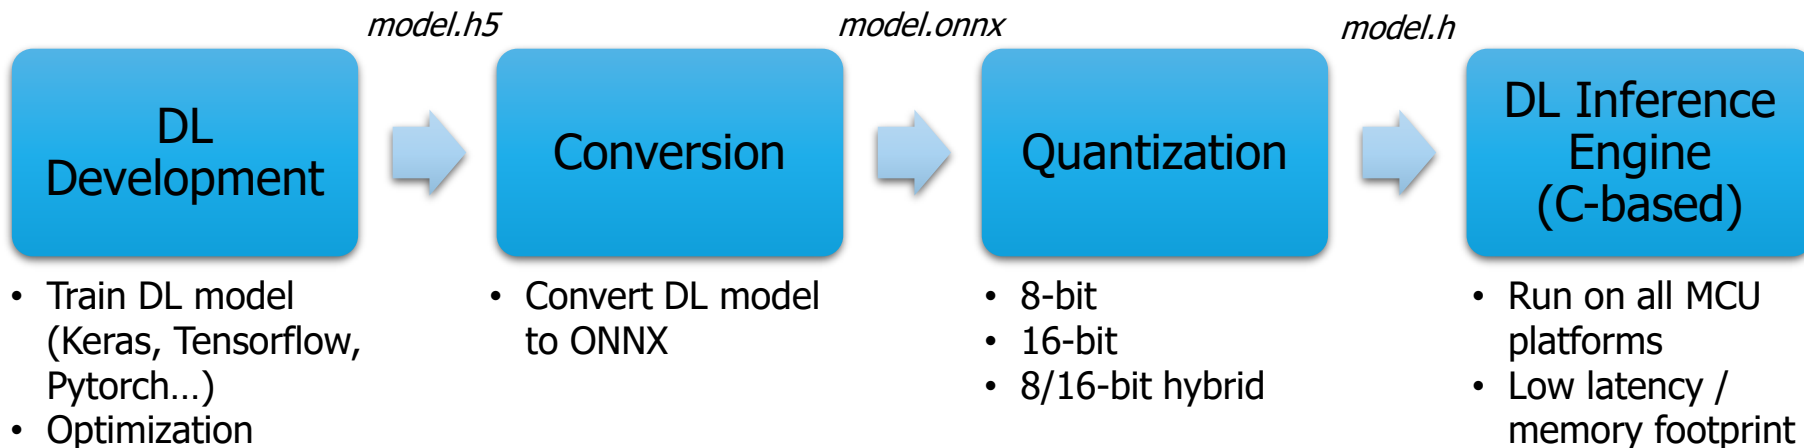 model.h5
model.onnx
model.h
DL
Development
Conversion
Quantization
DL Inference
Engine
(C-based)
• Train DL model
(Keras, Tensorflow,
Pytorch...)
• Optimization
• Convert DL model
to ONNX
• 8-bit
• 16-bit
• 8/16-bit hybrid
• Run on all MCU
platforms
• Low latency /
memory footprint